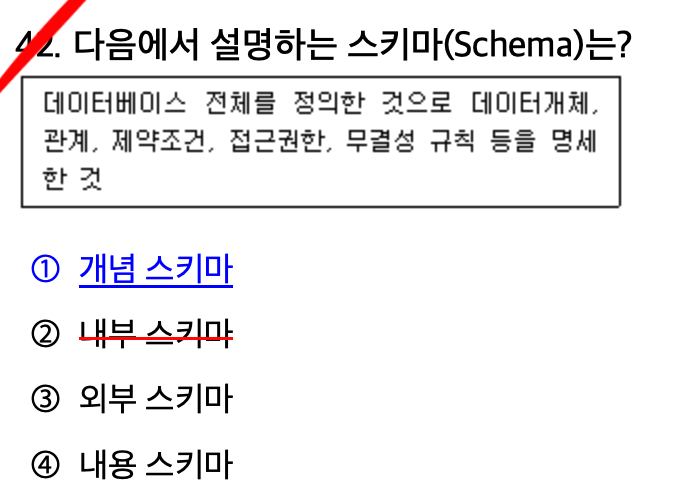 42. 다음에서 설명하는 스키마(Schema)는?
데이터베이스 전체를 정의한 것으로 데이터개체,
관계, 제약조건, 접근권한, 무결성 규칙 등을 명세
한 것
① 개념 스키마
② 내부 스키마
③ 외부 스키마
④ 내용 스키마